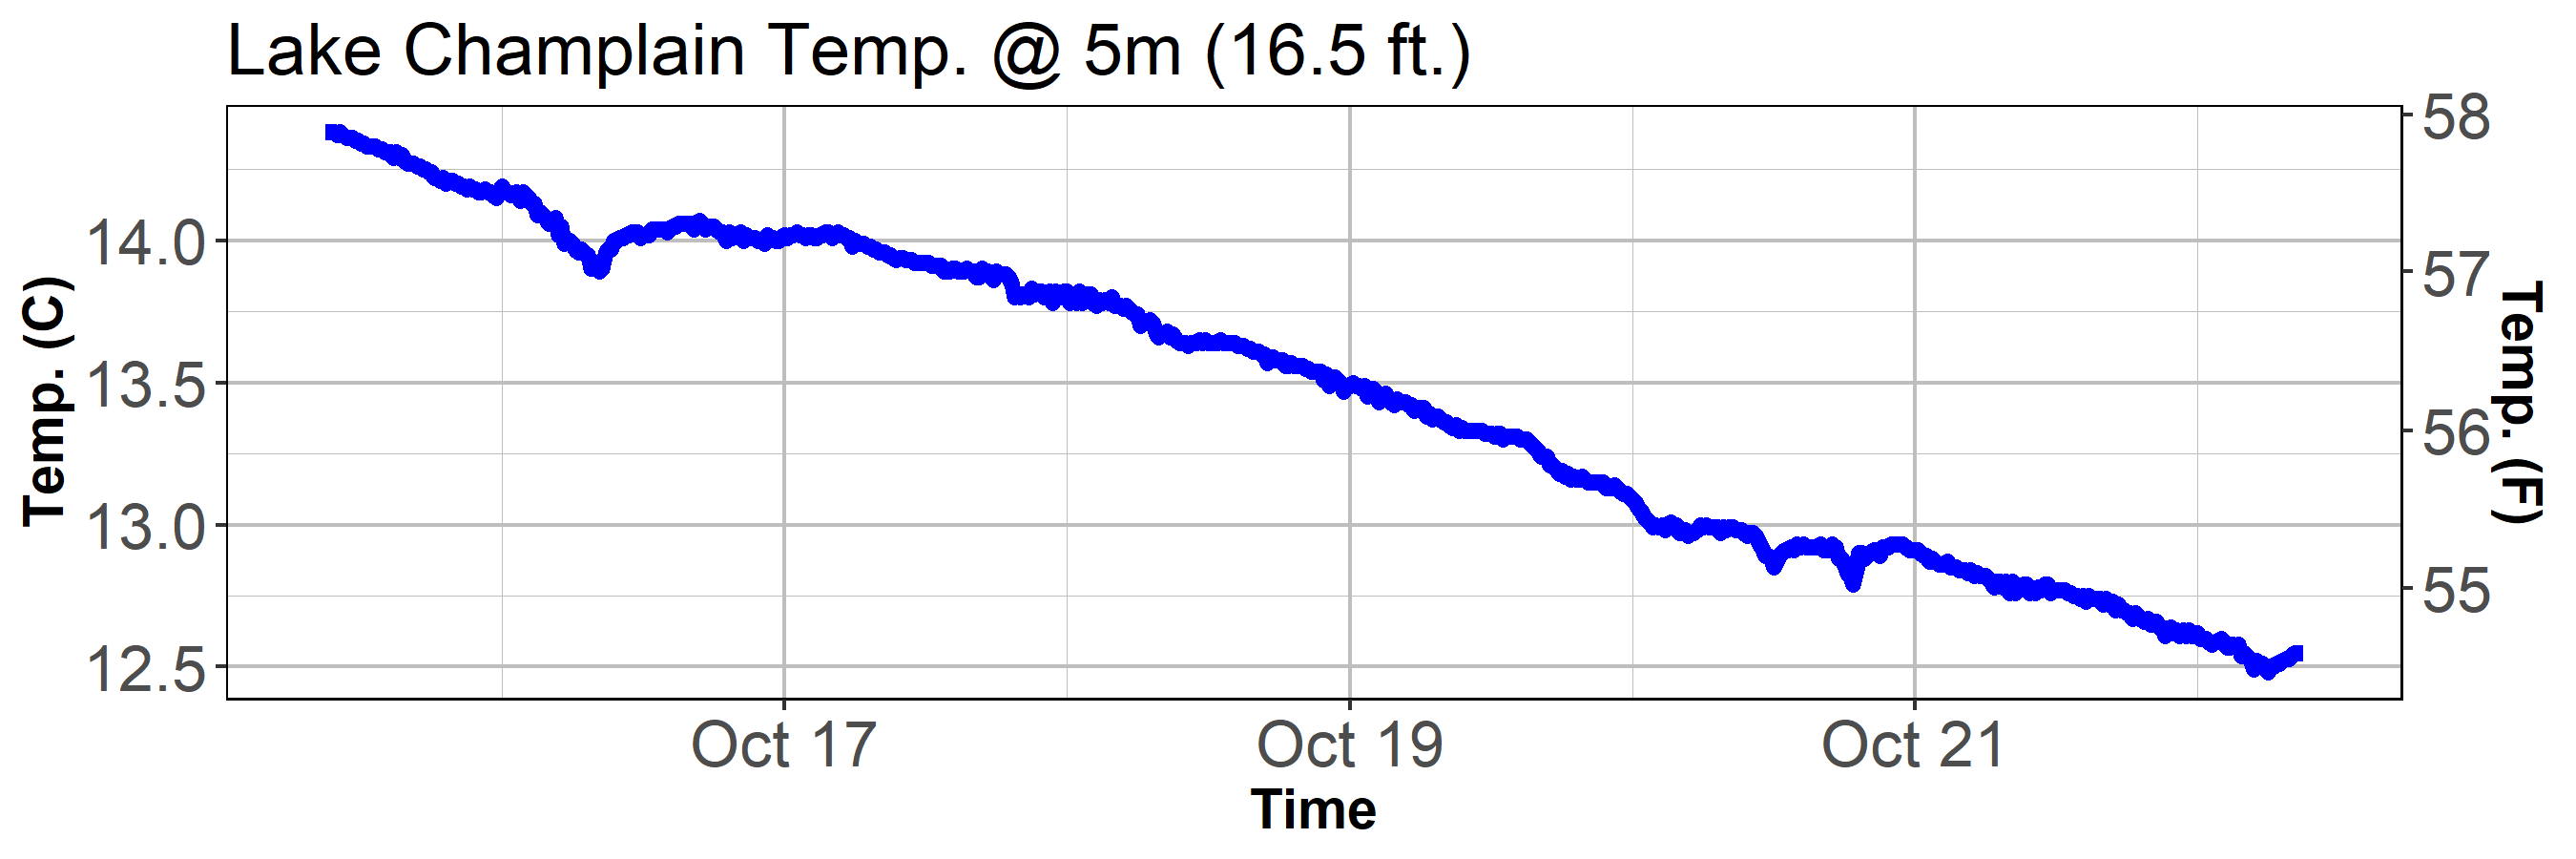 Lake Champlain Temp. @ 5m (16.5 ft.)
Temp. (C)
14.0
13.5
13.0
12.5
58
57
56
55
Temp. (F)
Oct 17 Oct 19 Oct 21
Time